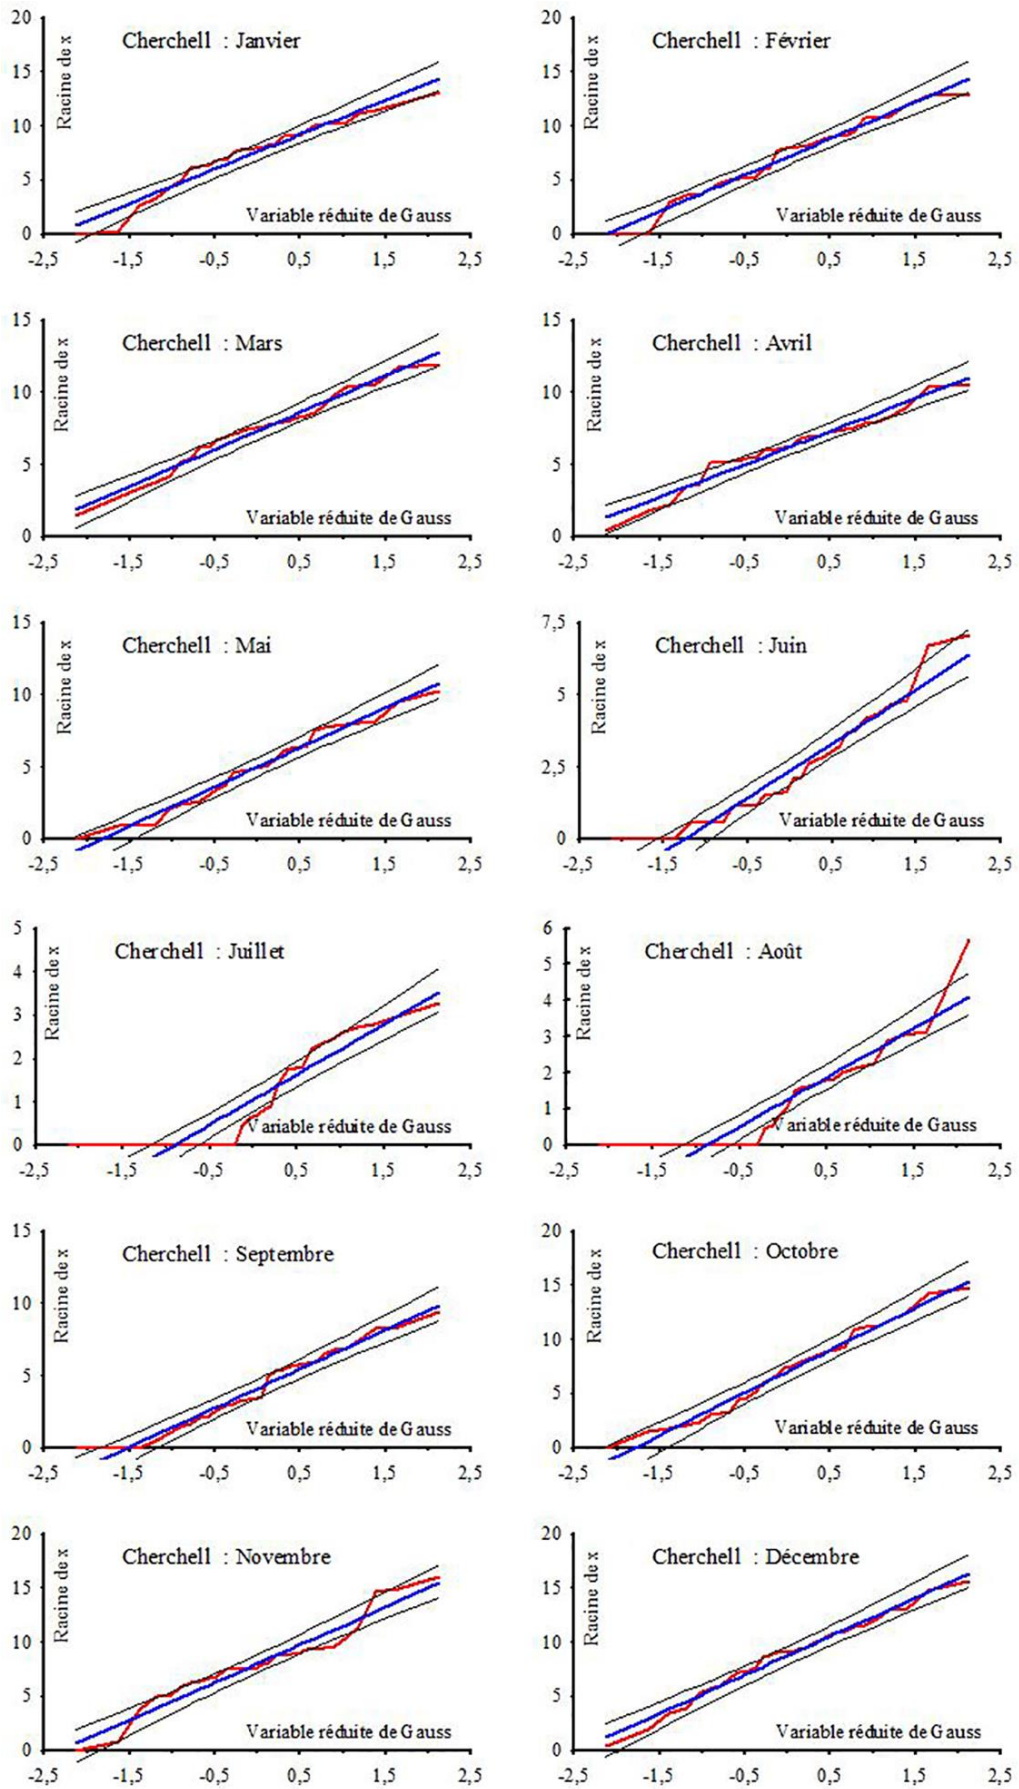 20
15
10
5
0
Racine de x
Cherchell : Janvier
Variable réduite de Gauss
-2,5 -1,5 -0,5 0,5 1,5 2,5
20
15
10
5
0
Racine de x
Cherchell : Février
Variable réduite de Gauss
-2,5 -1,5 -0,5 0,5 1,5 2,5
15
10
5
0
Racine de x
Cherchell : Mars
Variable réduite de Gauss
-2,5 -1,5 -0,5 0,5 1,5 2,5
15
10
5
0
Racine de x
Cherchell : Avril
Variable réduite de Gauss
-2,5 -1,5 -0,5 0,5 1,5 2,5
15
10
5
0
Racine de x
Cherchell : Mai
Variable réduite de Gauss
-2,5 -1,5 -0,5 0,5 1,5 2,5
7,5
5
2,5
0
Racine de x
Cherchell : Juin
Variable réduite de Gauss
-2,5 -1,5 -0,5 0,5 1,5 2,5
5
4
3
2
1
0
Racine de x
Cherchell : Juillet
Variable réduite de Gauss
-2,5 -1,5 -0,5 0,5 1,5 2,5
6
5
4
3
2
1
0
Racine de x
Cherchell : Août
Variable réduite de Gauss
-2,5 -1,5 -0,5 0,5 1,5 2,5
15
10
5
0
Racine de x
Cherchell : Septembre
Variable réduite de Gauss
-2,5 -1,5 -0,5 0,5 1,5 2,5
20
15
10
5
0
Racine de x
Cherchell : Octobre
Variable réduite de Gauss
-2,5 -1,5 -0,5 0,5 1,5 2,5
20
15
10
5
0
Racine de x
Cherchell : Novembre
Variable réduite de Gauss
-2,5 -1,5 -0,5 0,5 1,5 2,5
20
15
10
5
0
Racine de x
Cherchell : Décembre
Variable réduite de Gauss
-2,5 -1,5 -0,5 0,5 1,5 2,5